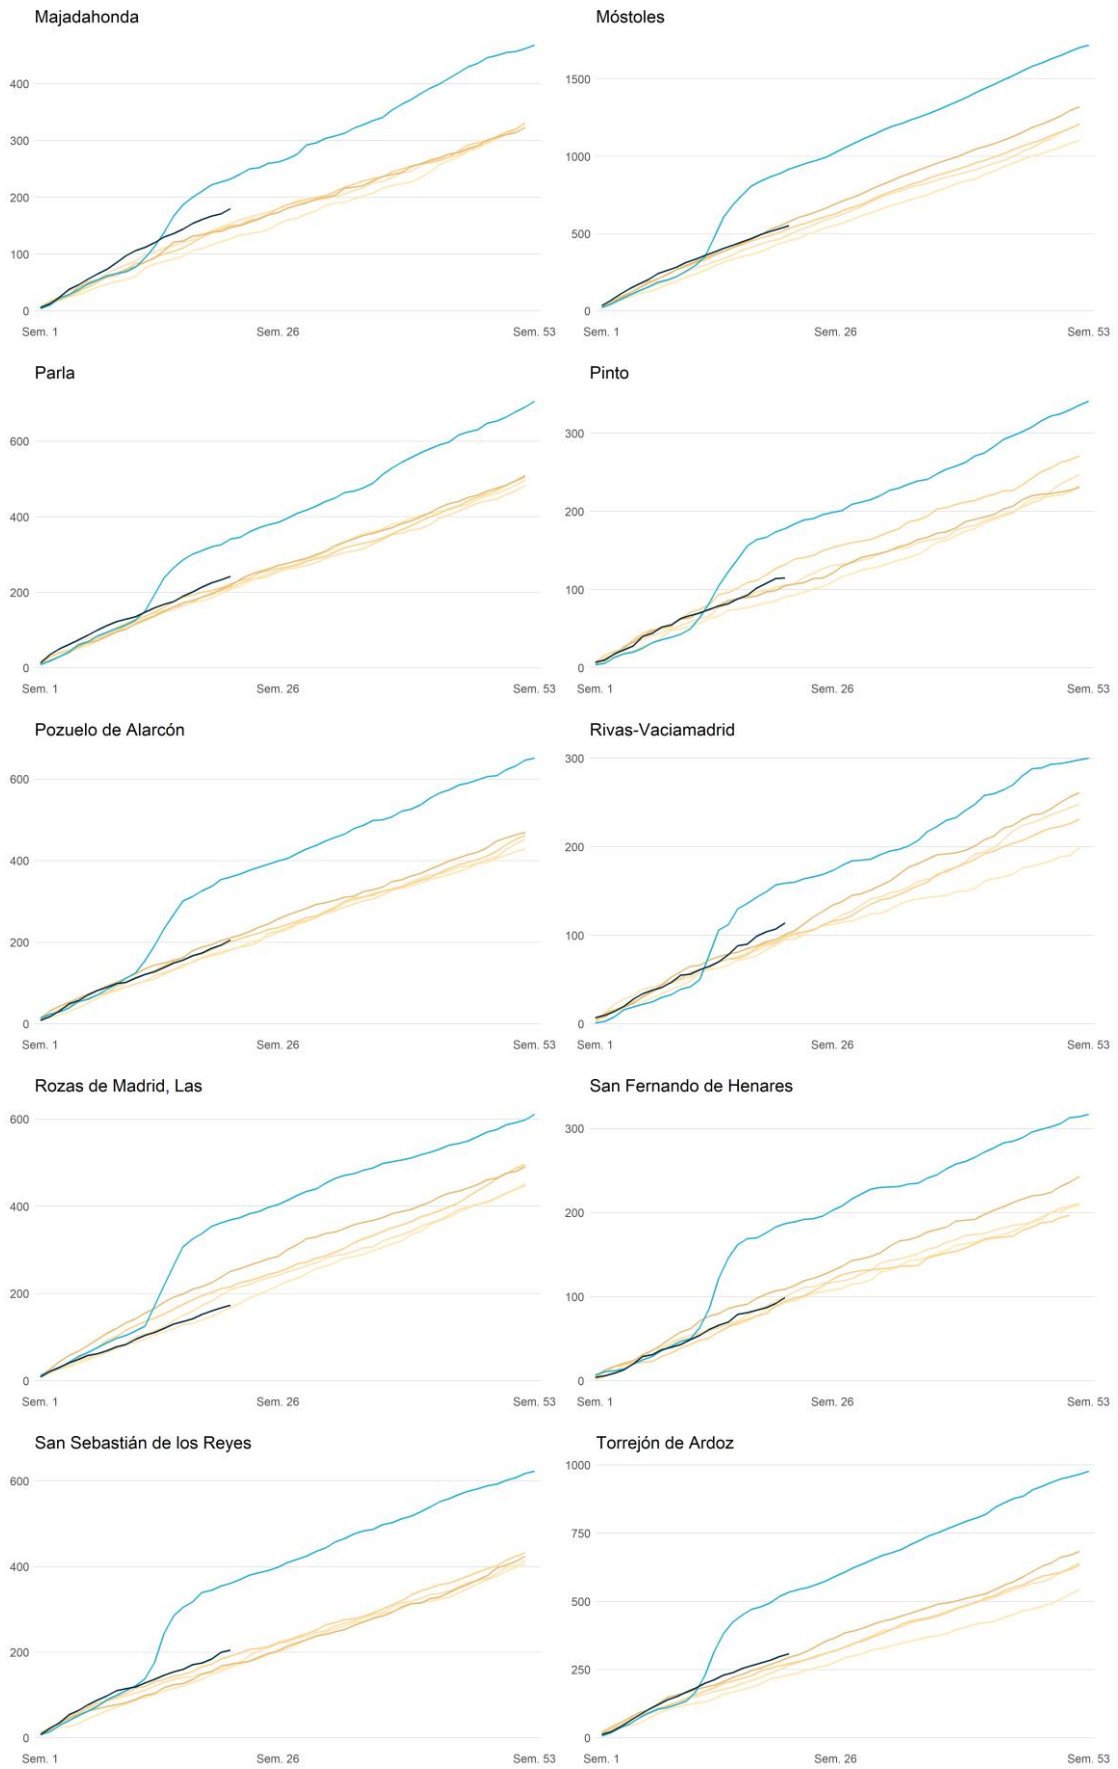 Majadahonda
400
300
200
100
0
Sem. 1 Sem. 26 Sem. 53
Móstoles
1500
1000
500
0
Sem. 1 Sem. 26 Sem. 53
Parla
600
400
200
0
Sem. 1 Sem. 26 Sem. 53
Pinto
300
200
100
0
Sem. 1 Sem. 26 Sem. 53
Pozuelo de Alarcón
600
400
200
0
Sem. 1 Sem. 26 Sem. 53
Rivas-Vaciamadrid
300
200
100
0
Sem. 1 Sem. 26 Sem. 53
Rozas de Madrid, Las
600
400
200
0
Sem. 1 Sem. 26 Sem. 53
San Fernando de Henares
300
200
100
0
Sem. 1 Sem. 26 Sem. 53
San Sebastián de los Reyes
600
400
200
0
Sem. 1 Sem. 26 Sem. 53
Torrejón de Ardoz
1000
750
500
250
0
Sem. 1 Sem. 26 Sem. 53